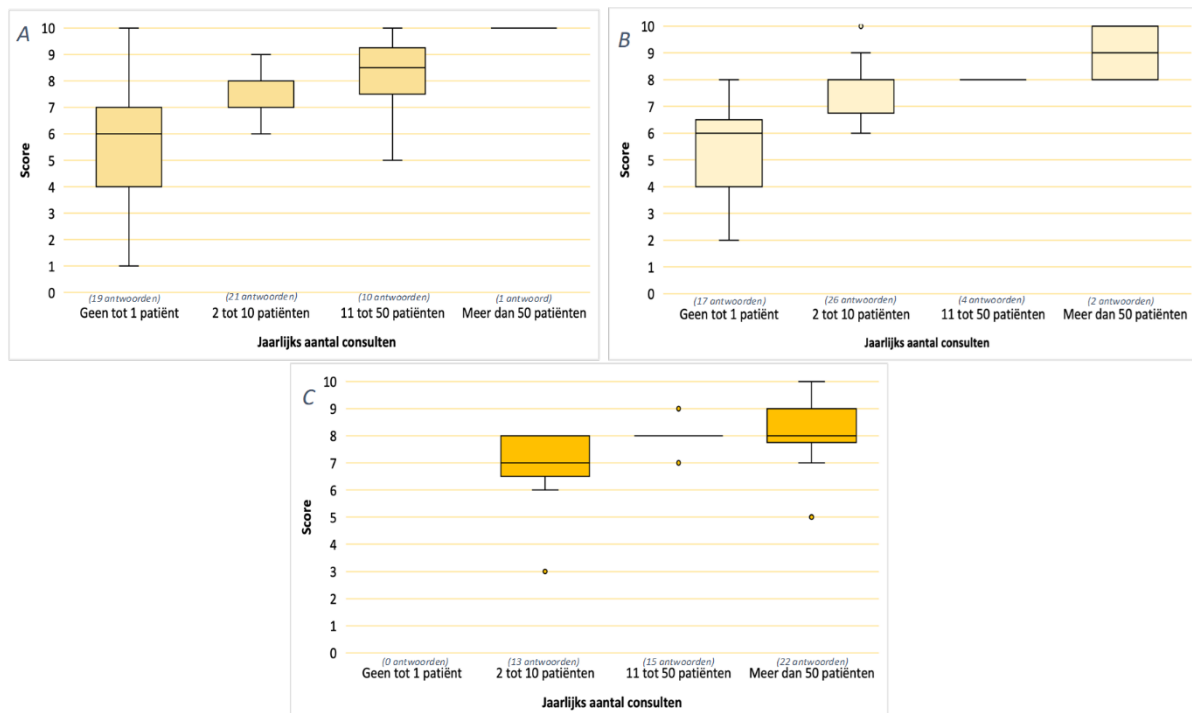 A
Score
10
9
8
7
6
5
4
3
2
1
0
(19 antwoorden) (21 antwoorden) (10 antwoorden) (1 antwoord)
Geen tot 1 patiënt 2 tot 10 patiënten 11 tot 50 patiënten Meer dan 50 patiënten
Jaarlijks aantal consulten
B
Score
10
9
8
7
6
5
4
3
2
1
0
(17 antwoorden) (26 antwoorden) (4 antwoorden) (2 antwoorden)
Geen tot 1 patiënt 2 tot 10 patiënten 11 tot 50 patiënten Meer dan 50 patiënten
Jaarlijks aantal consulten
C
Score
10
9
8
7
6
5
4
3
2
1
0
(0 antwoorden) (13 antwoorden) (15 antwoorden) (22 antwoorden)
Geen tot 1 patiënt 2 tot 10 patiënten 11 tot 50 patiënten Meer dan 50 patiënten
Jaarlijks aantal consulten